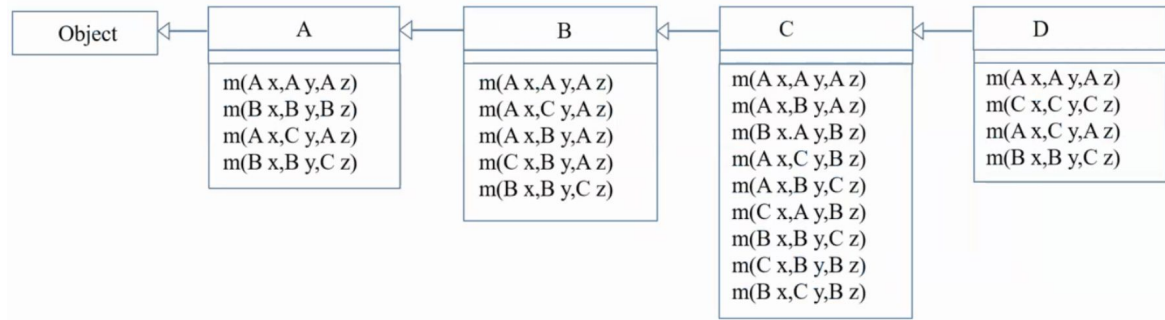 Object
A
m(A x,A y,A z)
m(B x,B y,B z)
m(A x,C y,A z)
m(B x,B y,C z)
B
m(A x,A y,A z)
m(A x,C y,A z)
m(A x,B y,A z)
m(C x,B y,A z)
m(B x,B y,C z)
C
m(A x,A y,A z)
m(A x,B y,A z)
m(B x.A y,B z)
m(A x,C y,B z)
m(A x,B y,C z)
m(C x,A y,B z)
m(B x,B y,C z)
m(C x,B y,B z)
m(B x,C y,B z)
D
m(A x,A y,A z)
m(C x,C y,C z)
m(A x,C y,A z)
m(B x,B y,C z)